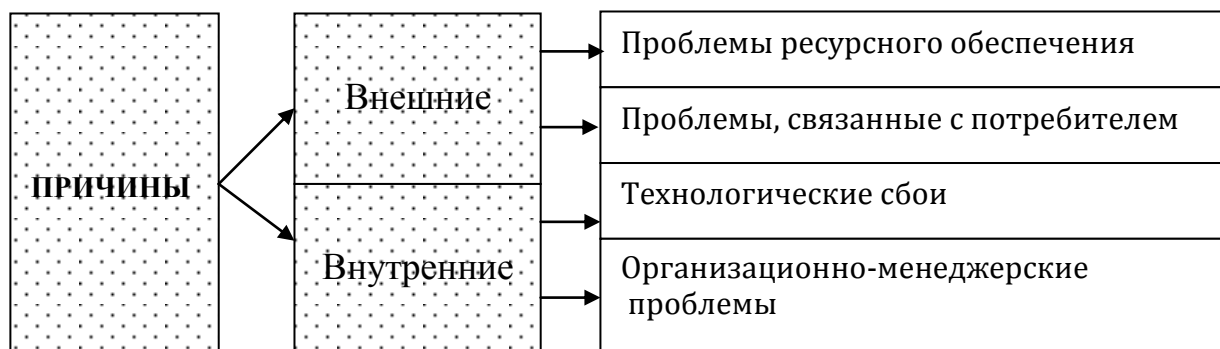 ПРИЧИНЫ
Внешние
Внутренние
Проблемы ресурсного обеспечения
Проблемы, связанные с потребителем
Технологические сбои
Организационно-менеджерские
проблемы